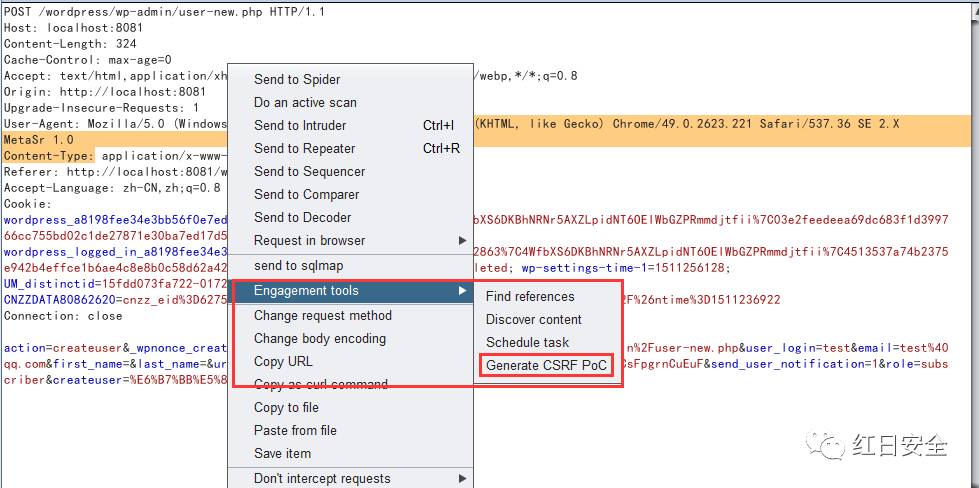 POST /wordpress/wp-admin/user-new.php HTTP/1.1
Host: localhost:8081
Content-Length: 324
Cache-Control: max-age=0
Accept: text/html,application/xh
/webp,*/*;q=0.8
Origin: http://localhost:8081
Upgrade-Insecure-Requests: 1
User-Agent: Mozilla/5.0 (Windows
(KHTML, like Gecko) Chrome/49.0.2623.221 Safari/537.36 SE 2.X
MetaSr 1.0
Content-Type: application/x-www-
Referer: http://localhost:8081/w
Accept-Language: zh-CN,zh;q=0.8
Cookie:
wordpress_a8198fee34e3bb56f0e7ed
bXS6DKBhNRNr5AXZLpidNT6OElWbGZPRmmdjtfii%7C03e2feedeea69dc683f1d3997
66cc755bd02c1de27871e30ba7ed17d5
wordpress_logged_in_a8198fee34e3
2863%7C4WfbXS6DKBhNRNr5AXZLpidNT6OElWbGZPRmmdjtfii%7C4513537a74b2375
e942b4effce1b6ae4c8e8b0c58d62a42
leted; wp-settings-time-1=1511256128;
UM_distinctid=15fdd073fa722-0172
CNZZDATA80862620=cnzz_eid%3D6275
F%26ntime%3D1511236922
Connection: close
action=createuser&_wpnonce_creat
n%2Fuser-new.php&user_login=test&email=test%40
qq.com&first_name=&last_name=&ur
CsFpgrnCuEuF&send_user_notification=1&role=subs
criber&createuser=%E6%B7%BB%E5%8
Send to Spider
Do an active scan
Send to Intruder Ctrl+I
Send to Repeater Ctrl+R
Send to Sequencer
Send to Comparer
Send to Decoder
Request in browser
send to sqlmap
Engagement tools
Change request method
Change body encoding
Copy URL
Copy as curl command
Copy to file
Paste from file
Save item
Don't intercept requests
Find references
Discover content
Schedule task
Generate CSRF PoC
红日安全